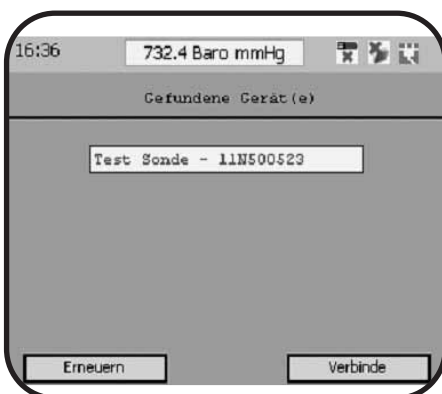 16:36 732.4 Baro mmHg
Gefundene Gerät(e)
Test Sonde - 11N500523
Erneuern Verbinde